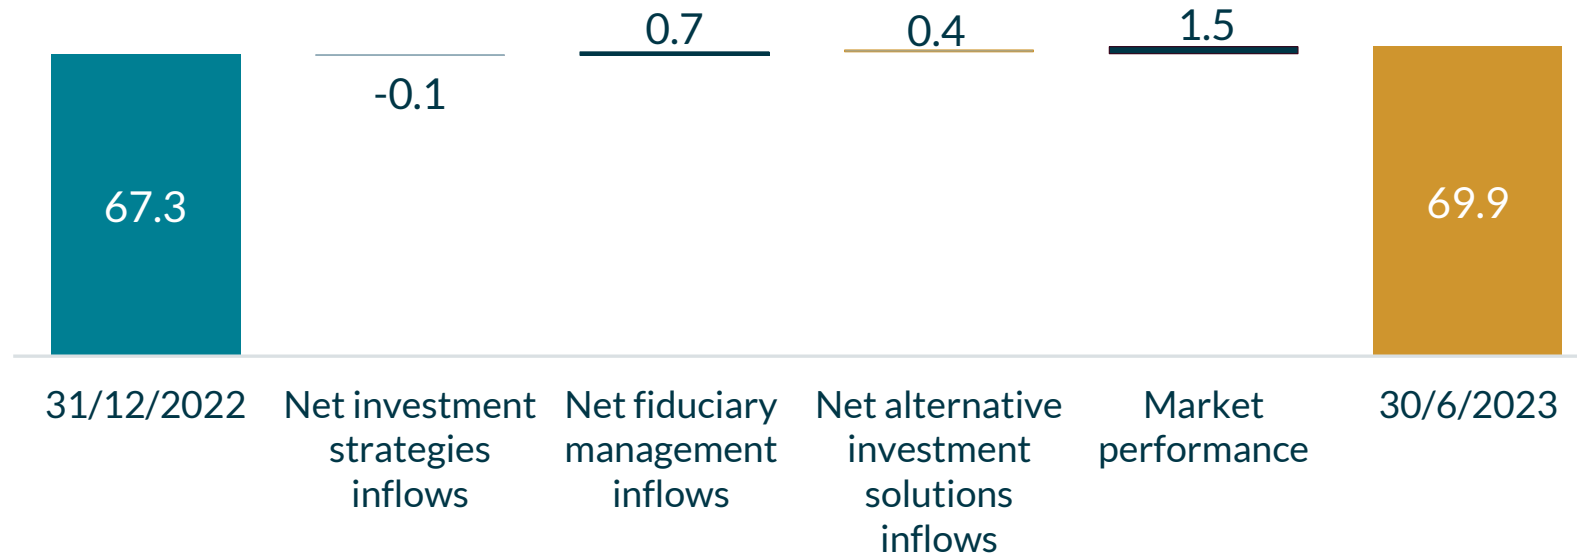 0.7
0.4
1.5
-0.1
67.3
69.9
31/12/2022
Net investment
strategies
inflows
Net fiduciary
management
inflows
Net alternative
investment
solutions
inflows
Market
performance
30/6/2023